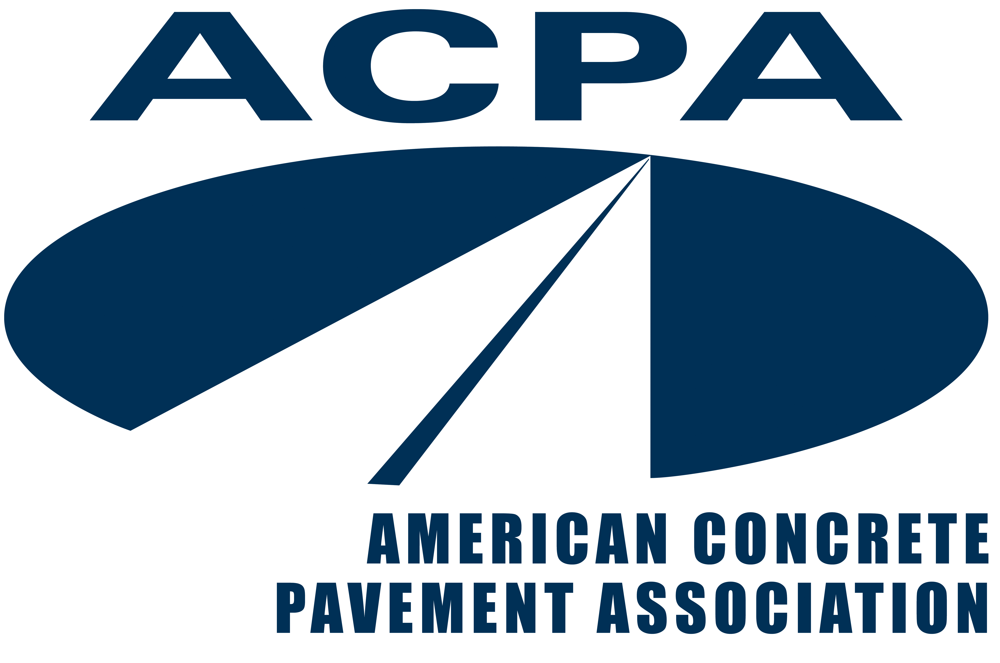 ACPA
AMERICAN CONCRETE
PAVEMENT ASSOCIATION